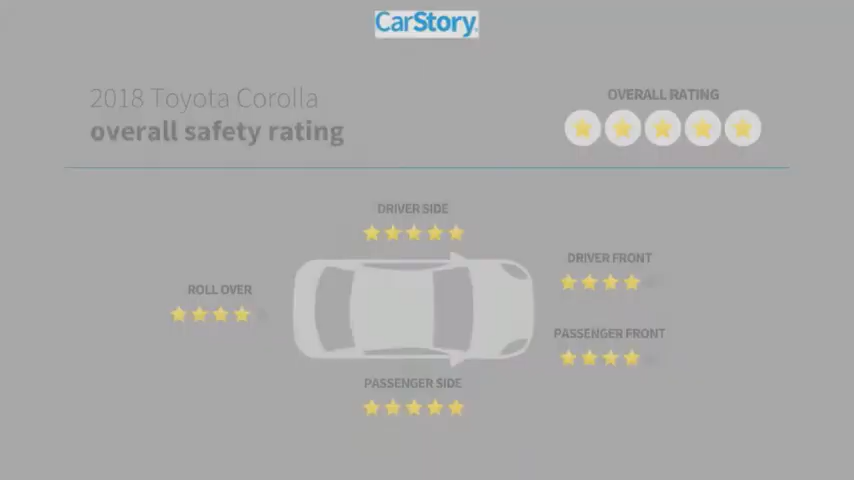 CarStory
2018 Toyota Corolla
overall safety rating
OVERALL RATING
DRIVER SIDE
DRIVER FRONT
ROLL OVER
PASSENGER FRONT
PASSENGER SIDE